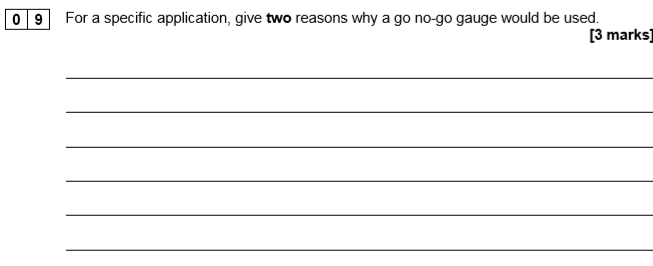 0 9 For a specific application, give two reasons why a go no-go gauge would be used.
[3 marks]